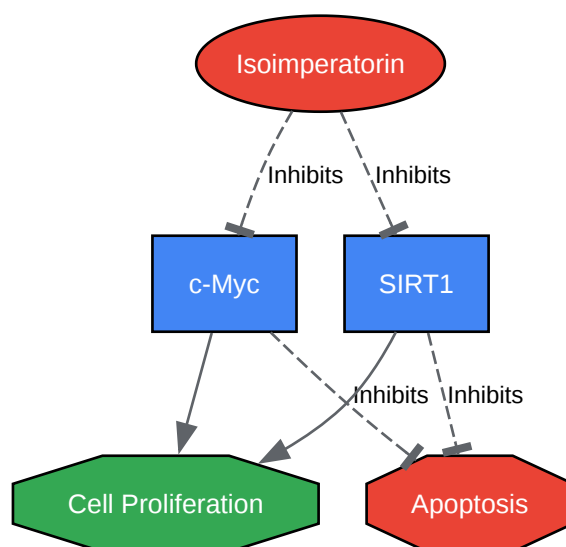 Isoimperatorin
Inhibits
Inhibits
c-Myc
SIRT1
Inhibits
Inhibits
Cell Proliferation
Apoptosis